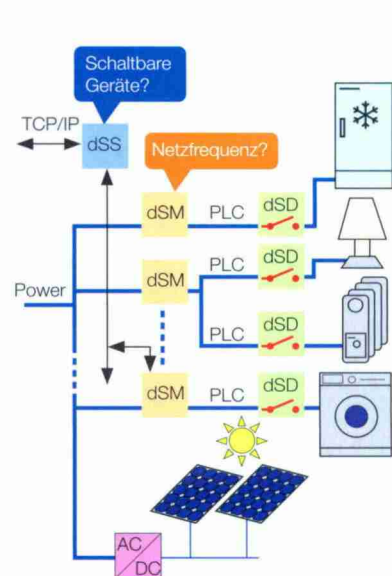 Schaltbare
Geräte?
TCP/IP
dSS
Netzfrequenz?
dSM
PLC
dSD
dSM
PLC
dSD
Power
PLC
dSD
dSM
PLC
dSD
AC
DC